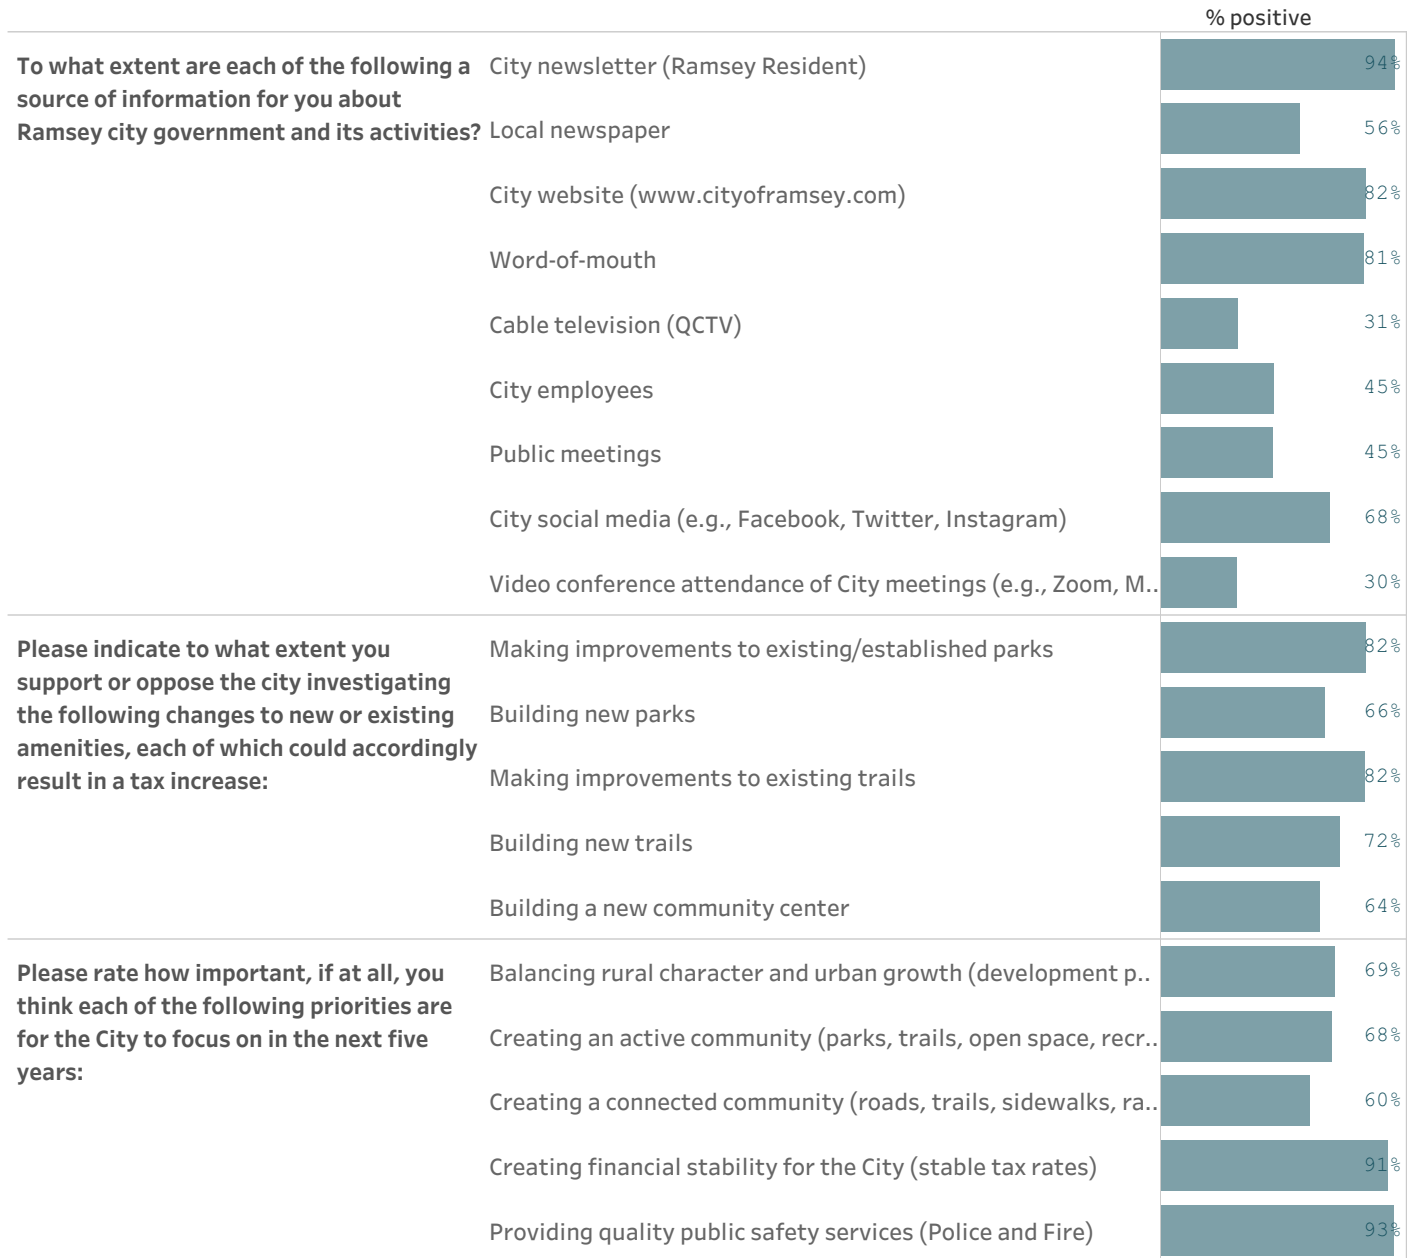 % positive
To what extent are each of the following a
source of information for you about
Ramsey city government and its activities?
City newsletter (Ramsey Resident) 94%
Local newspaper 56%
City website (www.cityoframsey.com) 82%
Word-of-mouth 81%
Cable television (QCTV) 31%
City employees 45%
Public meetings 45%
City social media (e.g., Facebook, Twitter, Instagram) 68%
Video conference attendance of City meetings (e.g., Zoom, M.. 30%
Please indicate to what extent you
support or oppose the city investigating
the following changes to new or existing
amenities, each of which could accordingly
result in a tax increase:
Making improvements to existing/established parks 82%
Building new parks 66%
Making improvements to existing trails 82%
Building new trails 72%
Building a new community center 64%
Please rate how important, if at all, you
think each of the following priorities are
for the City to focus on in the next five
years:
Balancing rural character and urban growth (development p.. 69%
Creating an active community (parks, trails, open space, recr.. 68%
Creating a connected community (roads, trails, sidewalks, ra.. 60%
Creating financial stability for the City (stable tax rates) 91%
Providing quality public safety services (Police and Fire) 93%